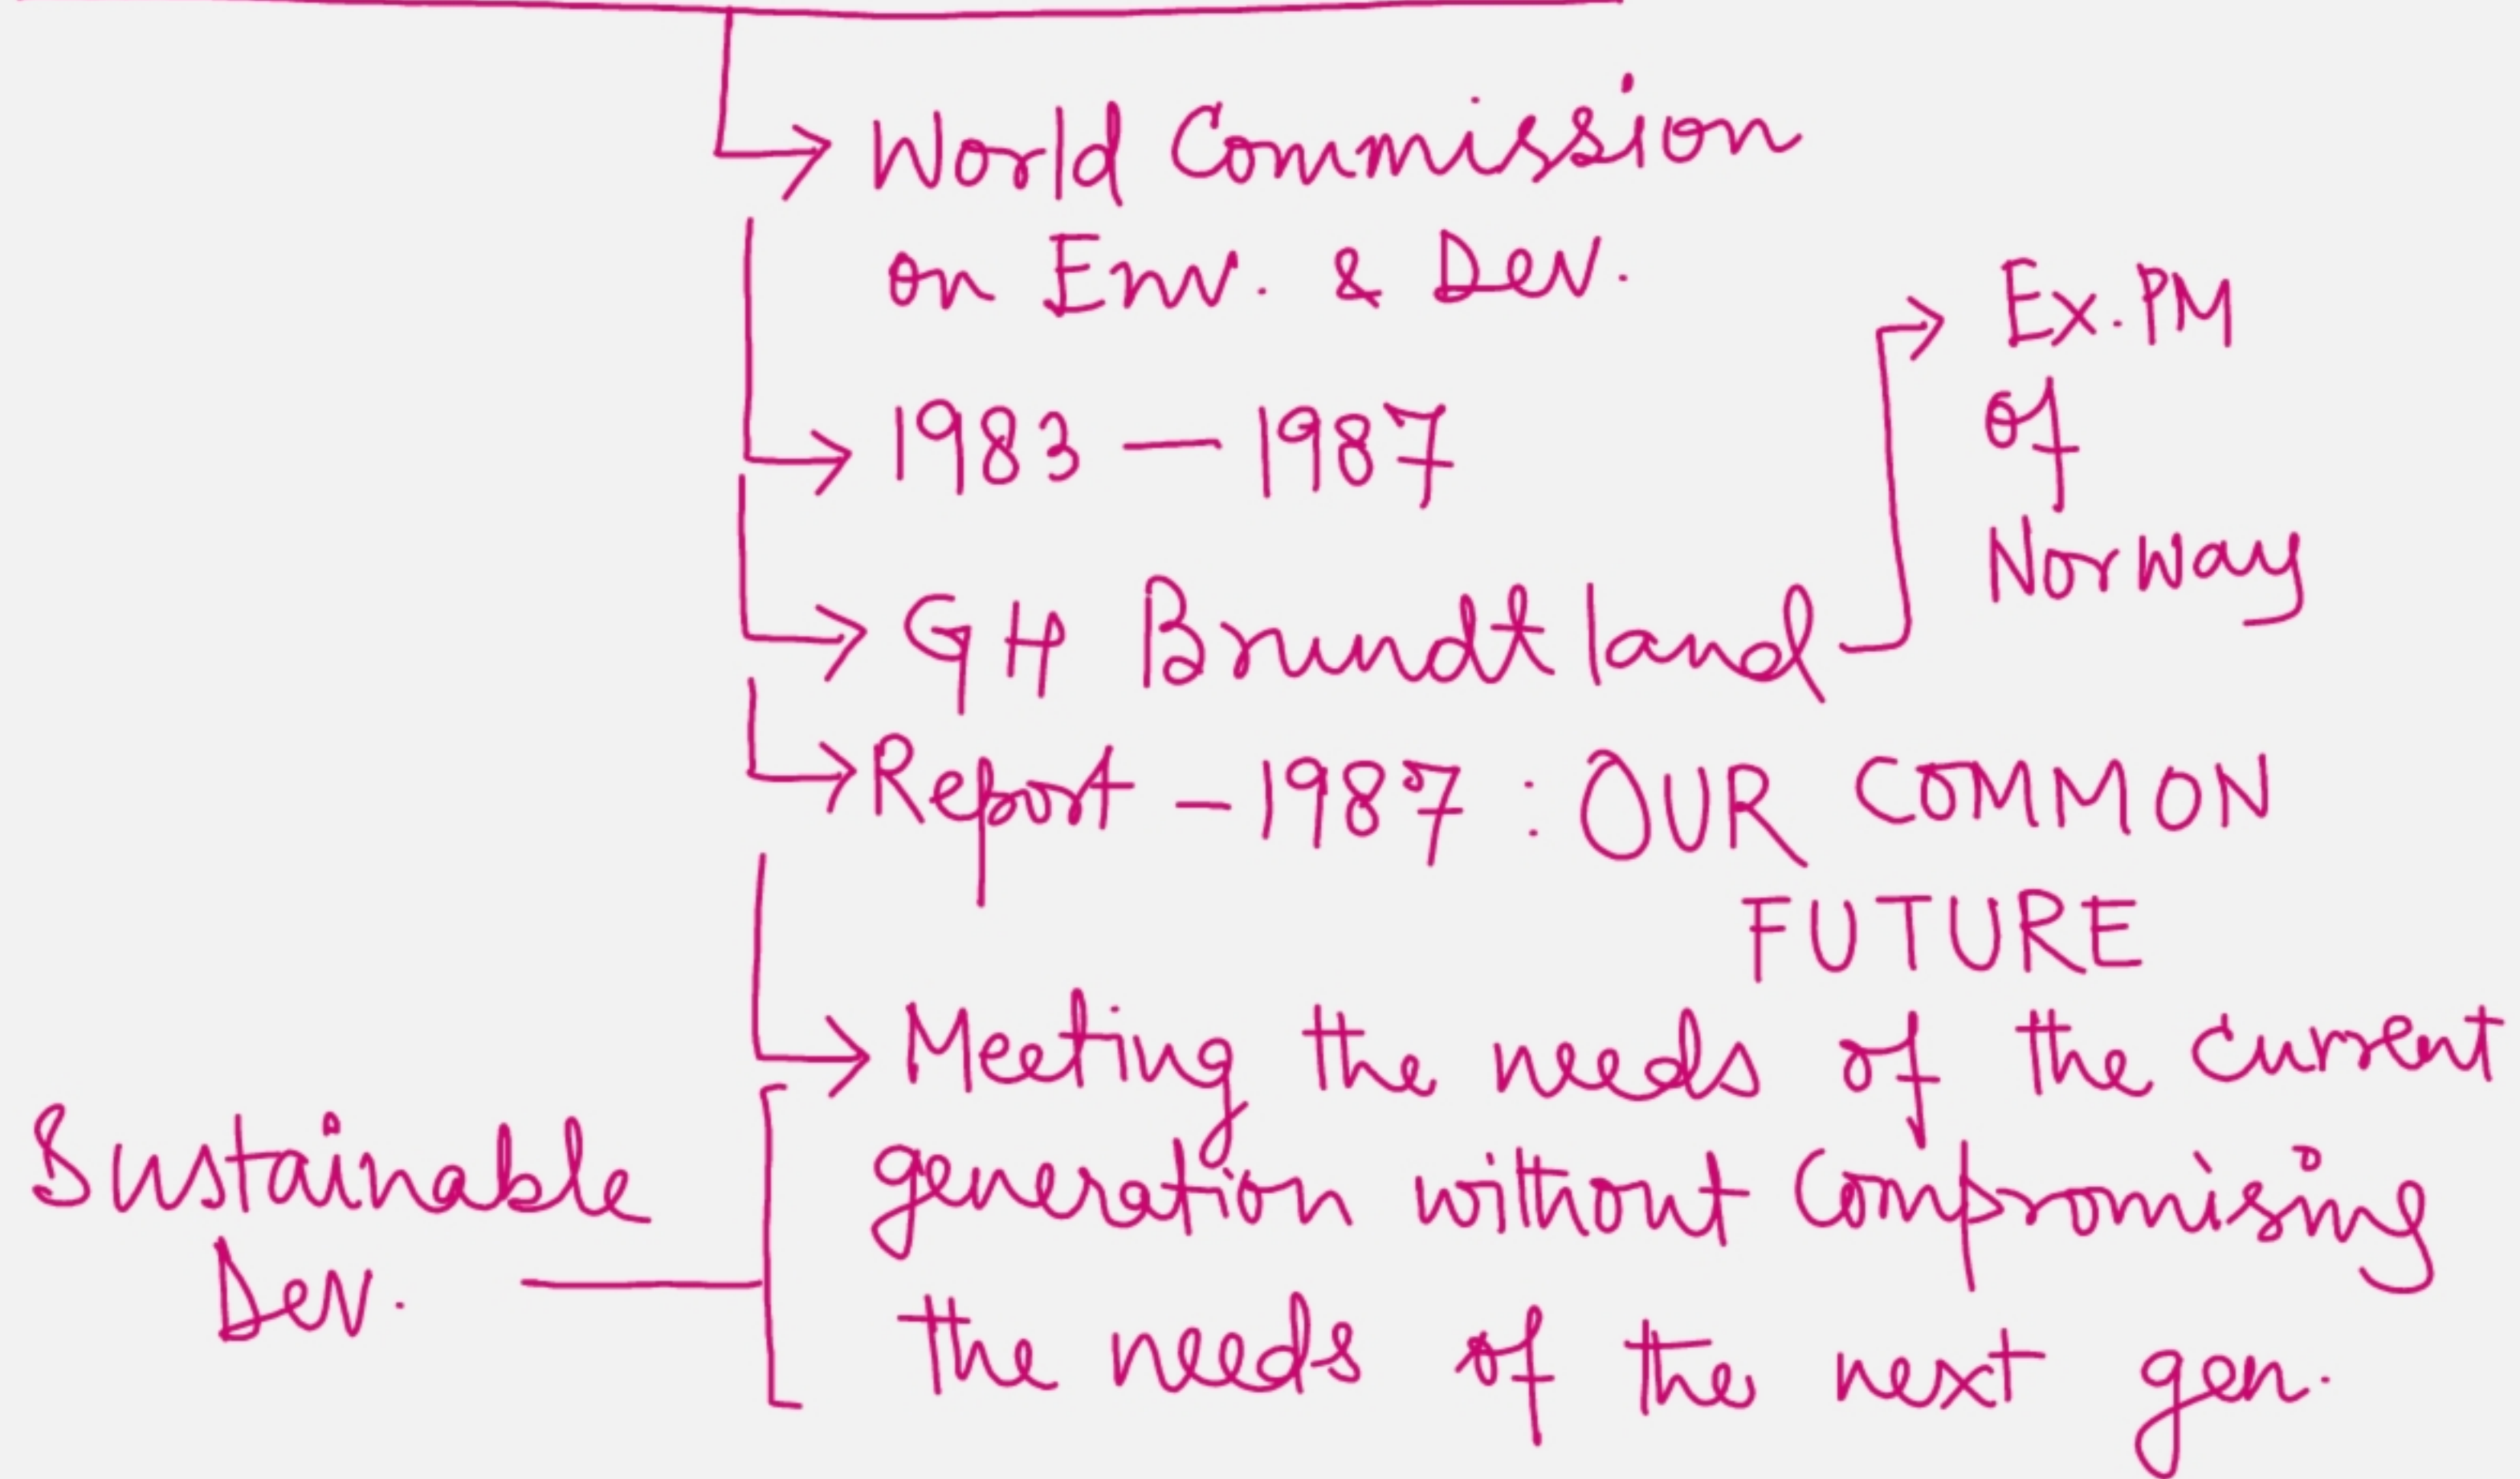 World Commission
on Env. & Dev.
1983 — 1987
Ex. PM
of
Norway
GH Brundtland
Report - 1987 : OUR COMMON
FUTURE
Meeting the needs of the current
generation without compromising
the needs of the next gen.
Sustainable
Dev.